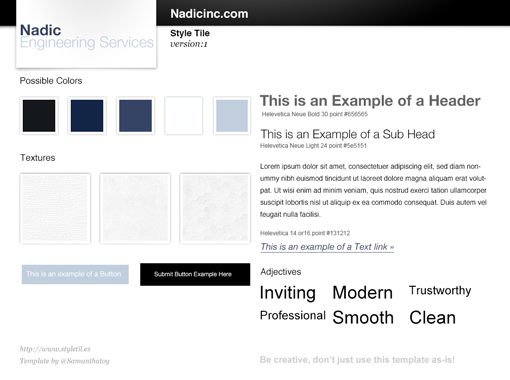 Nadicinc.com
Nadic
Engineering Services
Style Tile
version:1
Possible Colors
Textures
This is an example of a Button
Submit Button Example Here
http://www.styletil.es
Template by @Samanthatoy
This is an Example of a Header
Helevetica Neue Bold 30 point #656565
This is an Example of a Sub Head
Helevetica Neue Light 24 point #5e5151
Lorem ipsum dolor sit amet, consectetuer adipiscing elit, sed diam non-
ummy nibh euismod tincidunt ut laoreet dolore magna aliquam erat volut-
pat. Ut wisi enim ad minim veniam, quis nostrud exerci tation ullamcorper
suscipit lobortis nisl ut aliquip ex ea commodo consequat. Duis autem vel
feugait nulla facilisi.
Helvetica 14 or16 point #131212
This is an example of a Text link »
Adjectives
Inviting Modern Trustworthy
Professional Smooth Clean
Be creative, don't just use this template as-is!